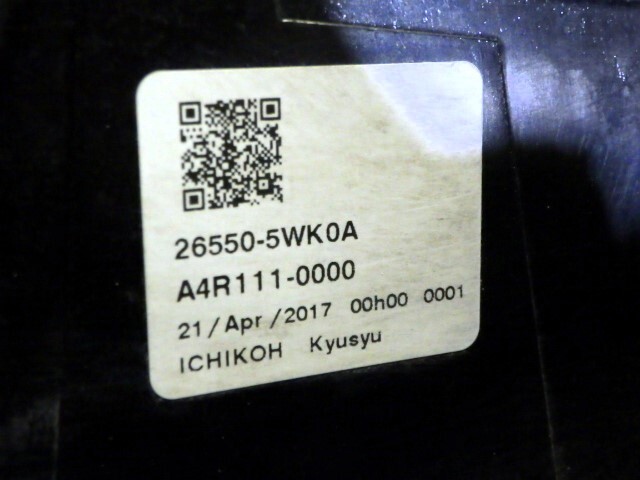 26550-5WK0A
A4R111-0000
21/Apr/2017 00h00 0001
ICHIKOH Kyusyu